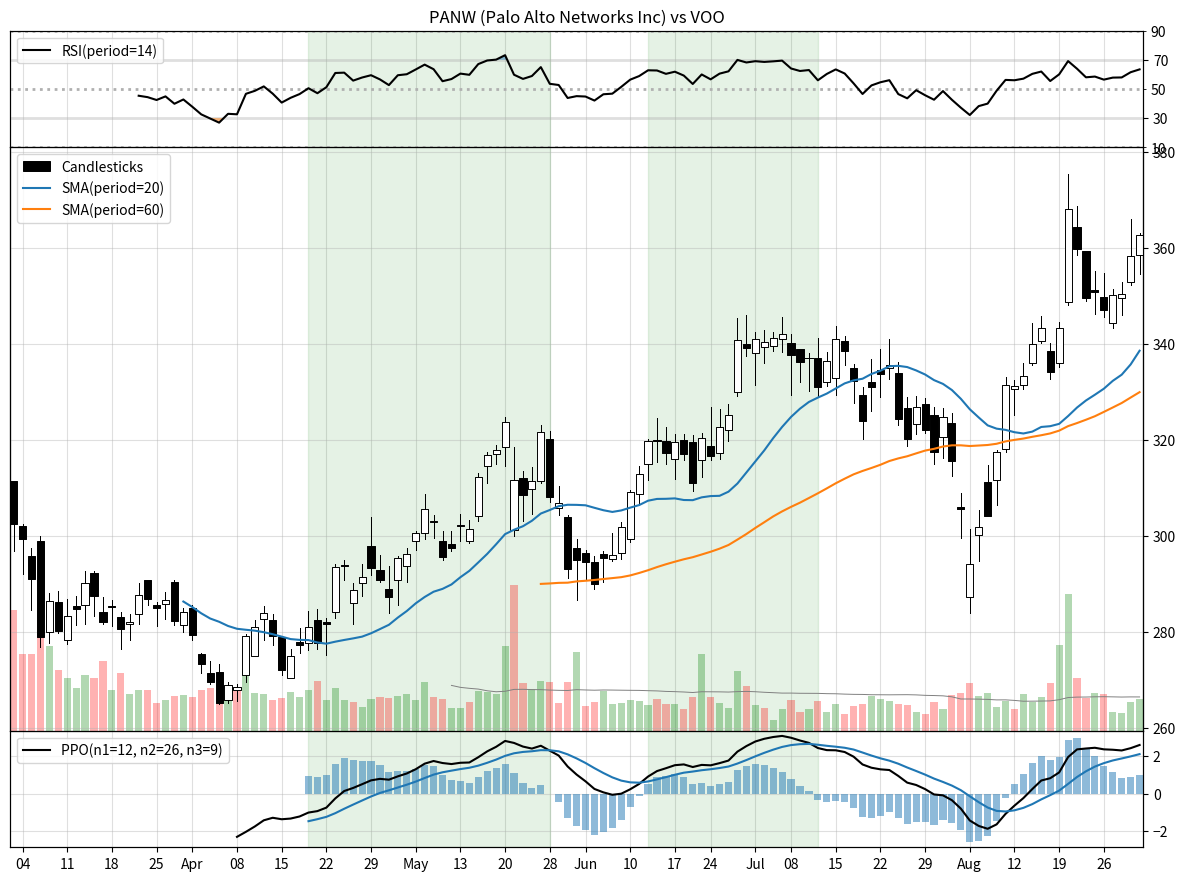 PANW (Palo Alto Networks Inc) vs VOO
RSI(period=14)
90
70
50
30
10
Candlesticks
SMA(period=20)
SMA(period=60)
380
360
340
320
300
280
260
PPO(n1=12, n2=26, n3=9)
2
0
−2
04 11 18 25 Apr 08 15 22 29 May 13 20 28 Jun 10 17 24 Jul 08 15 22 29 Aug 12 19 26